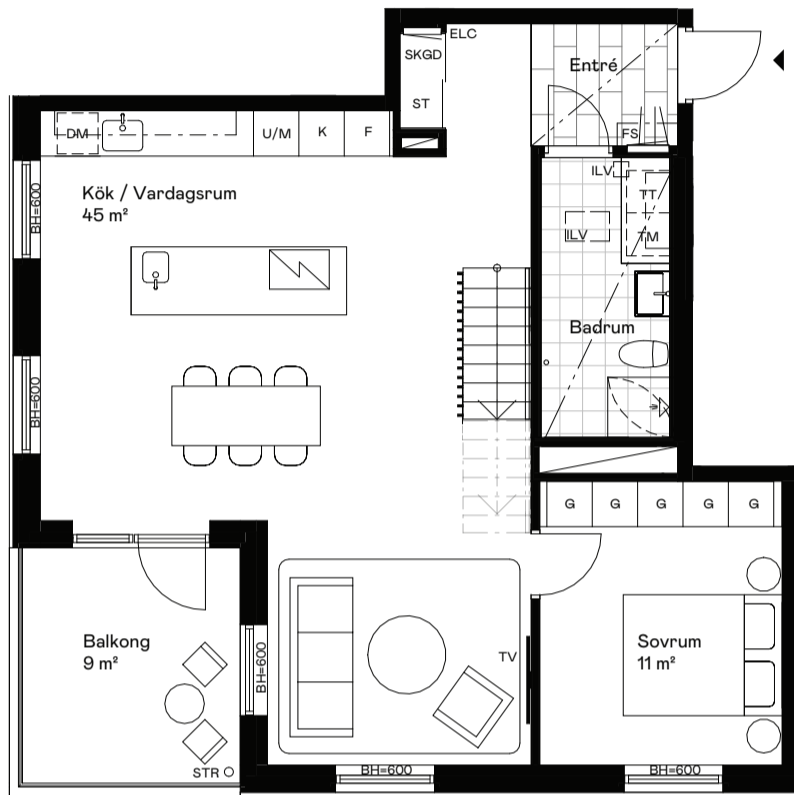 ELC
SKGD
ST
Entré
FS
DM
U/M
K
F
ILV
TT
ILV
TM
Kök / Vardagsrum
45 m²
BH=600
Badrum
BH=600
G
G
G
G
G
Balkong
9 m²
BH=600
TV
Sovrum
11 m²
STR
BH=600
BH=600